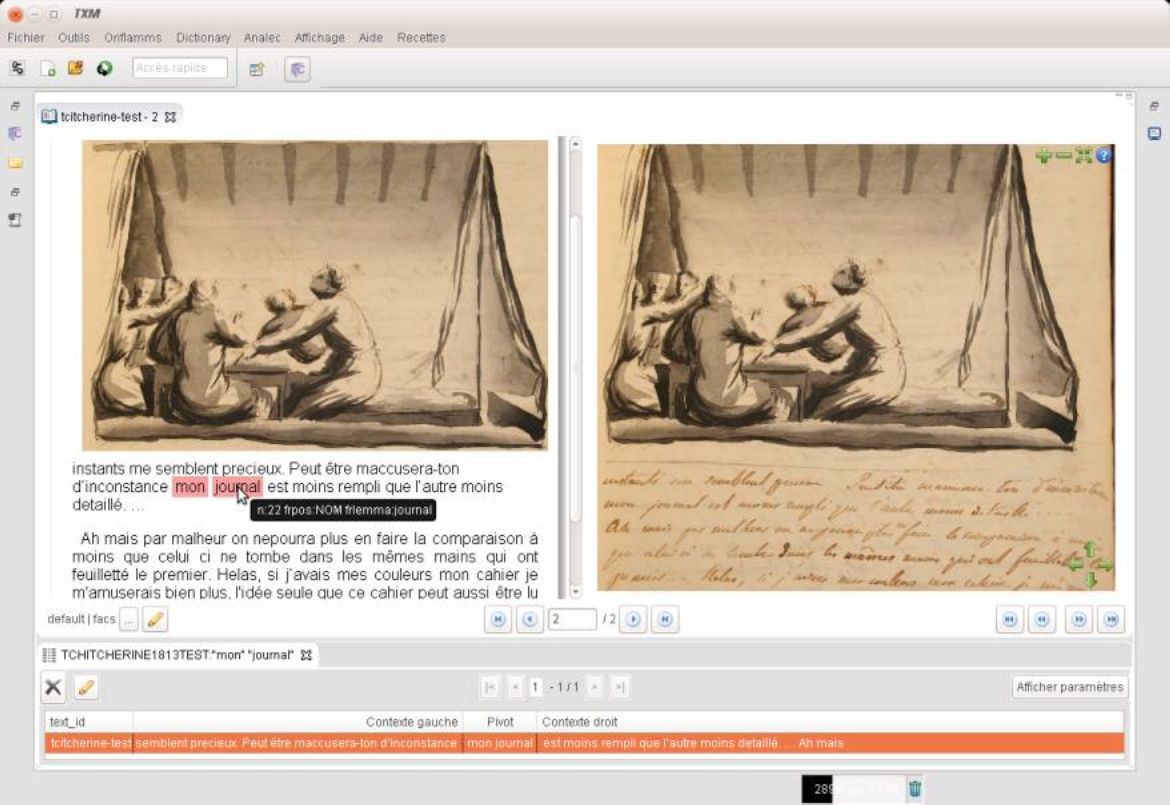 TXM
Fichier Outils Oriflamms Dictionary Analec Affichage Aide Recettes
Accès rapide
tcitcherine-test - 2
instants me semblent precieux. Peut être maccusera-ton
d'inconstance mon journal est moins rempli que l'autre moins
detaillé. ...
n:22 frpos:NOM frlemma:journal
Ah mais par malheur on nepourra plus en faire la comparaison à
moins que celui ci ne tombe dans les mêmes mains qui ont
feuilletté le premier. Helas, si j'avais mes couleurs mon cahier je
m'amuserais bien plus, l'idée seule que ce cahier peut aussi être lu
instants me semblent precieux. Peut être maccusera-ton d'inconstance
mon journal est moins rempli que l'autre moins detaillé
Ah mais par malheur on nepourra plus en faire la comparaison à moins
que celui ci ne tombe dans les mêmes mains qui ont feuilletté
le premier. Helas, si j'avais mes couleurs mon cahier je
default | facs ... 2 / 2
TCHITCHERINE1813TEST:"mon" "journal"
|< < 1 - 1 / 1 > >| Afficher paramètres
text_id Contexte gauche Pivot Contexte droit
tcitcherine-test semblent precieux. Peut être maccusera-ton d'inconstance mon journal est moins rempli que l'autre moins detaillé. ... Ah mais